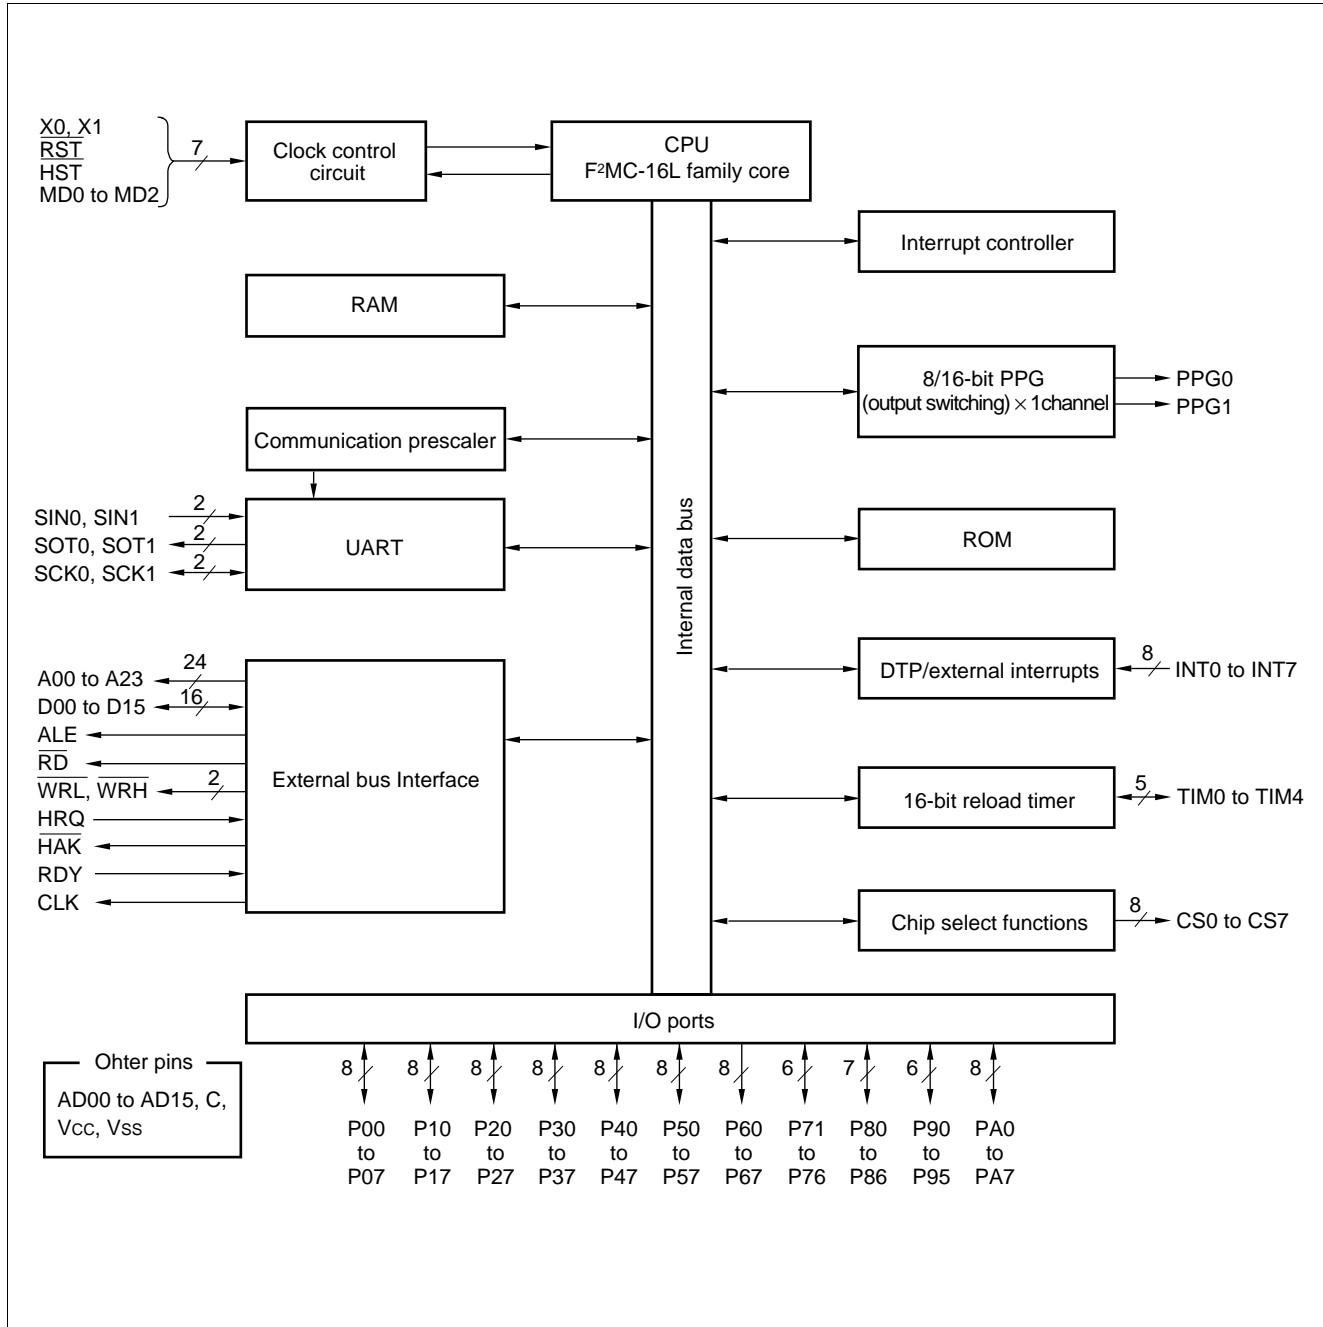 X0, X1
RST
HST
MD0 to MD2
7
Clock control
circuit
CPU
F²MC-16L family core
Interrupt controller
RAM
8/16-bit PPG
(output switching) × 1channel
PPG0
PPG1
Communication prescaler
SIN0, SIN1
2
SOT0, SOT1
2
SCK0, SCK1
2
UART
Internal data bus
ROM
DTP/external interrupts
8
INT0 to INT7
A00 to A23
24
D00 to D15
16
ALE
RD
WRL, WRH
2
HRQ
HAK
RDY
CLK
External bus Interface
16-bit reload timer
5
TIM0 to TIM4
Chip select functions
8
CS0 to CS7
I/O ports
8 8 8 8 8 8 8 6 7 6 8
P00 P10 P20 P30 P40 P50 P60 P71 P80 P90 PA0
to to to to to to to to to to to
P07 P17 P27 P37 P47 P57 P67 P76 P86 P95 PA7
Ohter pins
AD00 to AD15, C,
VCC, VSS